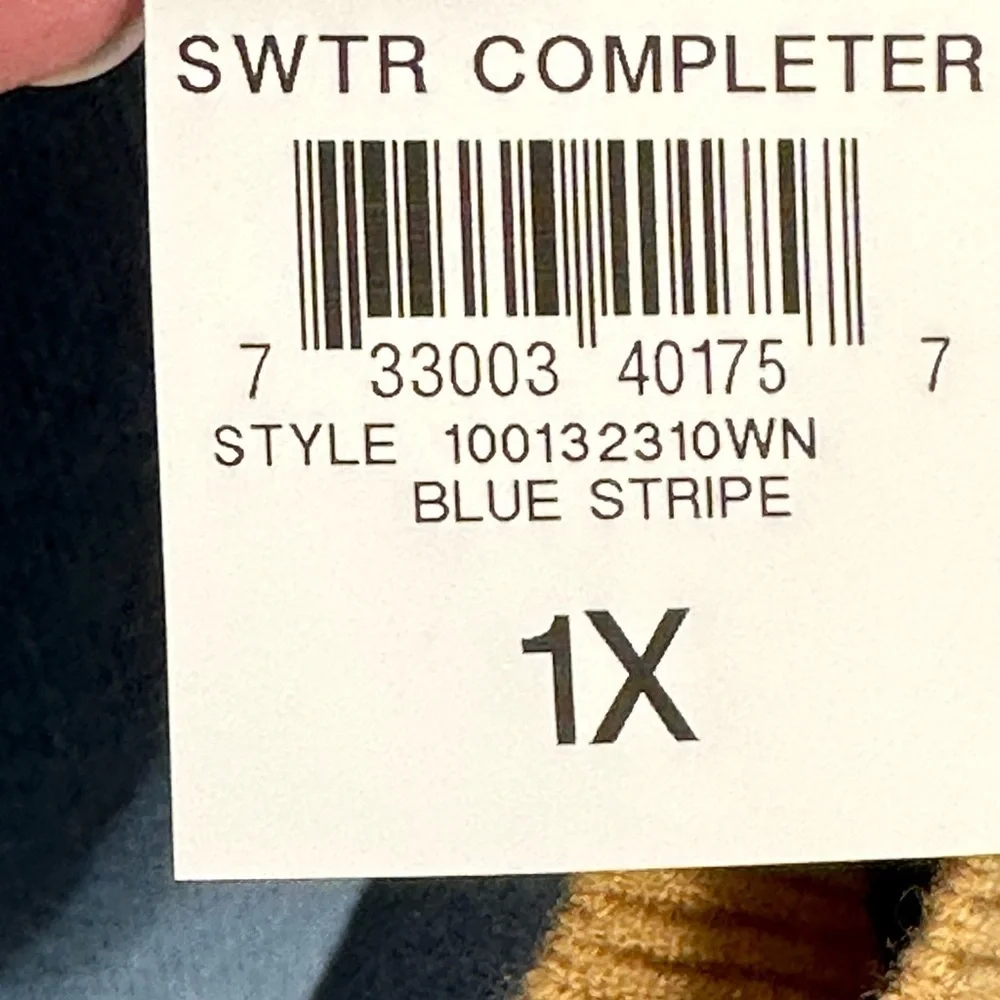 SWTR COMPLETER
7 33003 40175 7
STYLE 100132310WN
BLUE STRIPE
1X